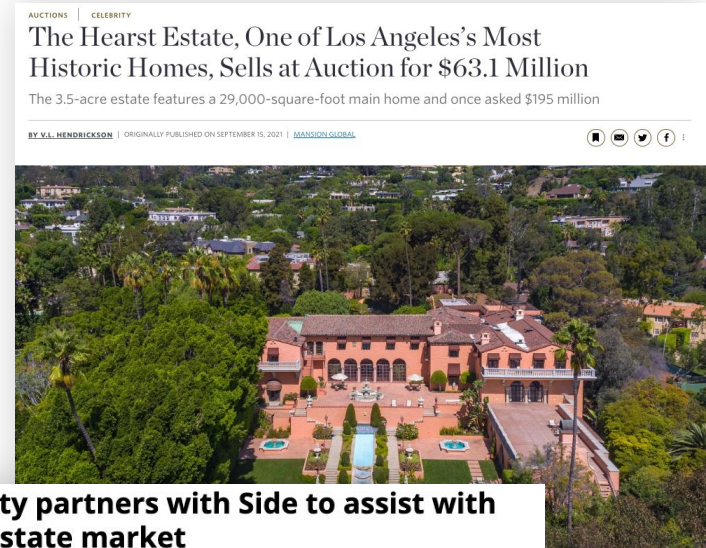 AUCTIONS | CELEBRITY
The Hearst Estate, One of Los Angeles's Most
Historic Homes, Sells at Auction for $63.1 Million
The 3.5-acre estate features a 29,000-square-foot main home and once asked $195 million
BY V.L. HENDRICKSON | ORIGINALLY PUBLISHED ON SEPTEMBER 15, 2021 | MANSION GLOBAL
ty partners with Side to assist with
state market